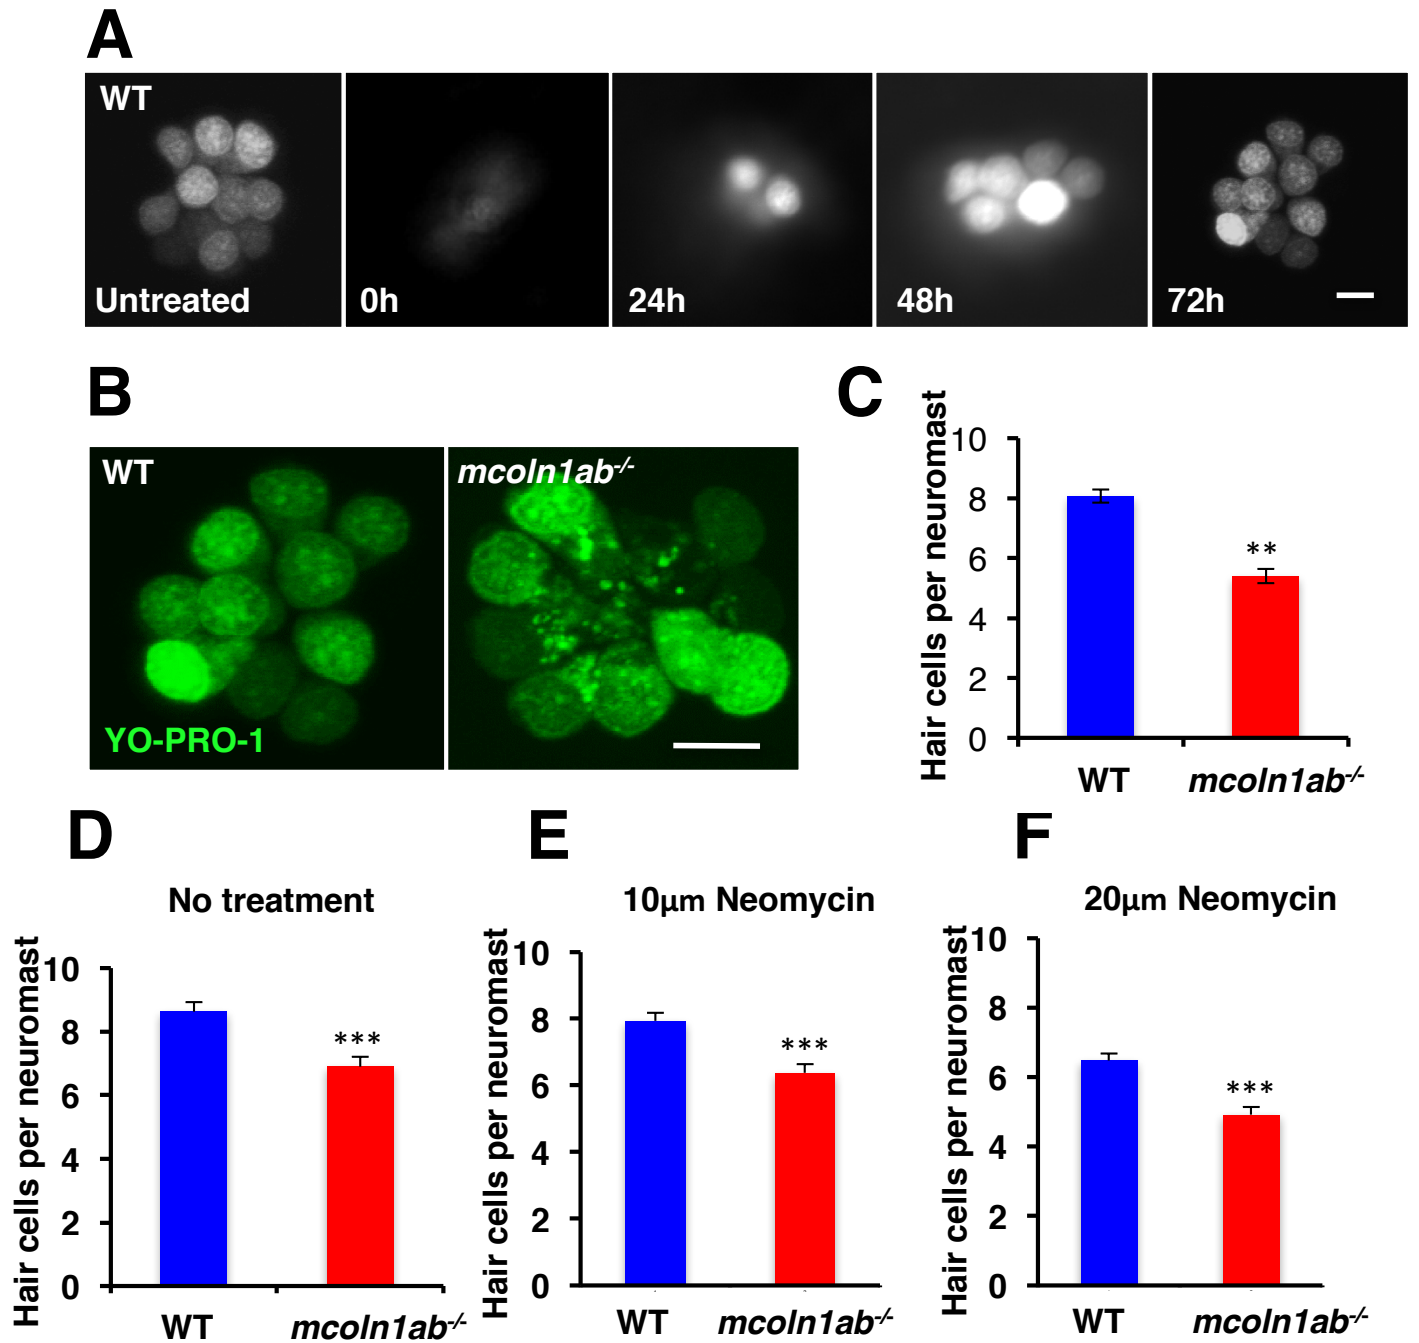 A
WT
Untreated
0h
24h
48h
72h
B
WT
mcoln1ab-/-
YO-PRO-1
C
Hair cells per neuromast
10
8
6
4
2
0
**
WT
mcoln1ab-/-
D
No treatment
Hair cells per neuromast
10
8
6
4
2
0
***
WT
mcoln1ab-/-
E
10μm Neomycin
Hair cells per neuromast
10
8
6
4
2
0
***
WT
mcoln1ab-/-
F
20μm Neomycin
Hair cells per neuromast
10
8
6
4
2
0
***
WT
mcoln1ab-/-